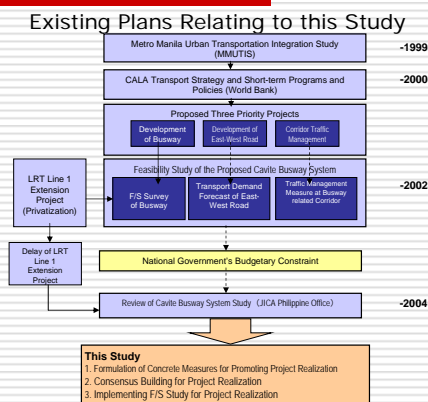 Existing Plans Relating to this Study
Metro Manila Urban Transportation Integration Study
(MMUTIS)
-1999
CALA Transport Strategy and Short-term Programs and
Policies (World Bank)
-2000
Proposed Three Priority Projects
Development
of Busway
Development of
East-West Road
Corridor Traffic
Management
LRT Line 1
Extension
Project
(Privatization)
Feasibility Study of the Proposed Cavite Busway System
-2002
F/S Survey
of Busway
Transport Demand
Forecast of East-
West Road
Traffic Management
Measure at Busway
related Corridor
Delay of LRT
Line 1
Extension
Project
National Government's Budgetary Constraint
Review of Cavite Busway System Study (JICA Philippine Office)
-2004
This Study
1. Formulation of Concrete Measures for Promoting Project Realization
2. Consensus Building for Project Realization
3. Implementing F/S Study for Project Realization